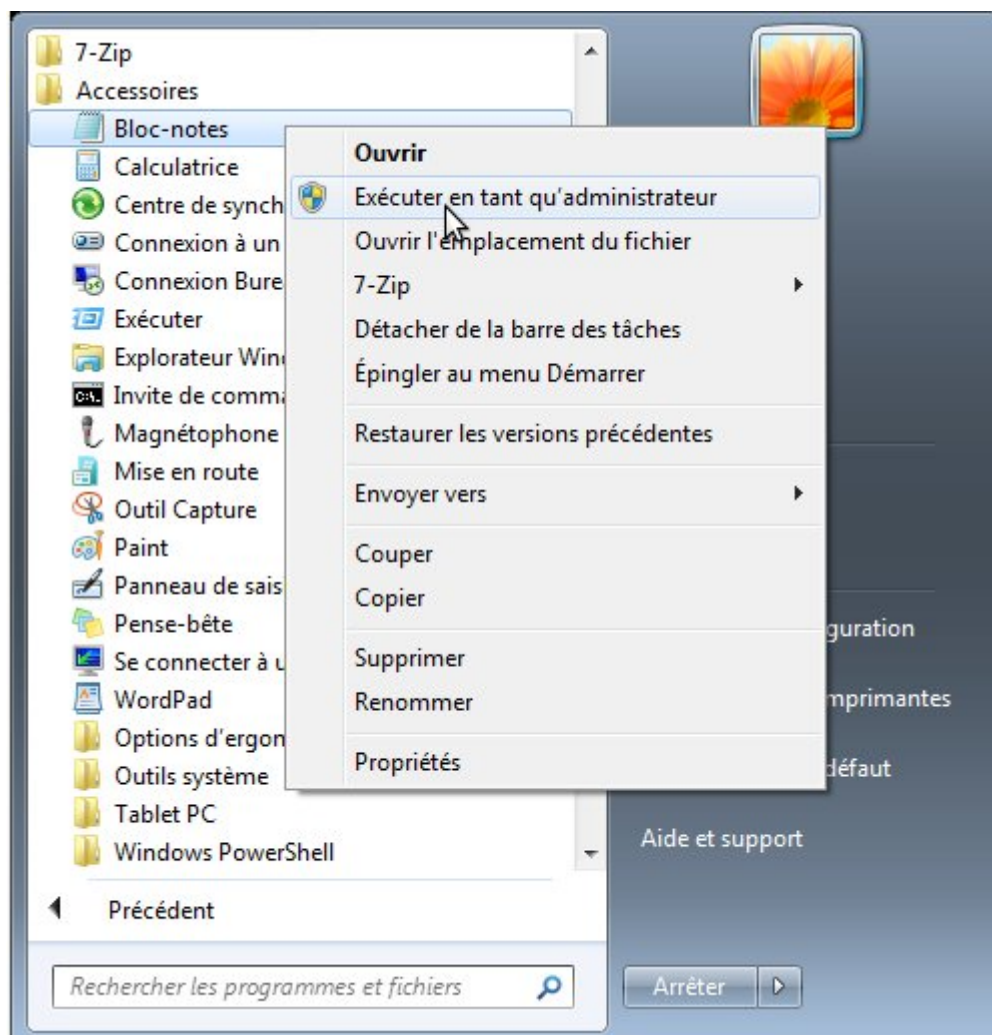 7-Zip
Accessoires
Bloc-notes
Calculatrice
Centre de synch
Connexion à un
Connexion Bure
Exécuter
Explorateur Win
Invite de comm
Magnétophone
Mise en route
Outil Capture
Paint
Panneau de sais
Pense-bête
Se connecter à u
WordPad
Options d'ergon
Outils système
Tablet PC
Windows PowerShell
Précédent
Rechercher les programmes et fichiers
Ouvrir
Exécuter en tant qu'administrateur
Ouvrir l'emplacement du fichier
7-Zip
Détacher de la barre des tâches
Épingler au menu Démarrer
Restaurer les versions précédentes
Envoyer vers
Couper
Copier
Supprimer
Renommer
Propriétés
guration
mprimantes
défaut
Aide et support
Arrêter